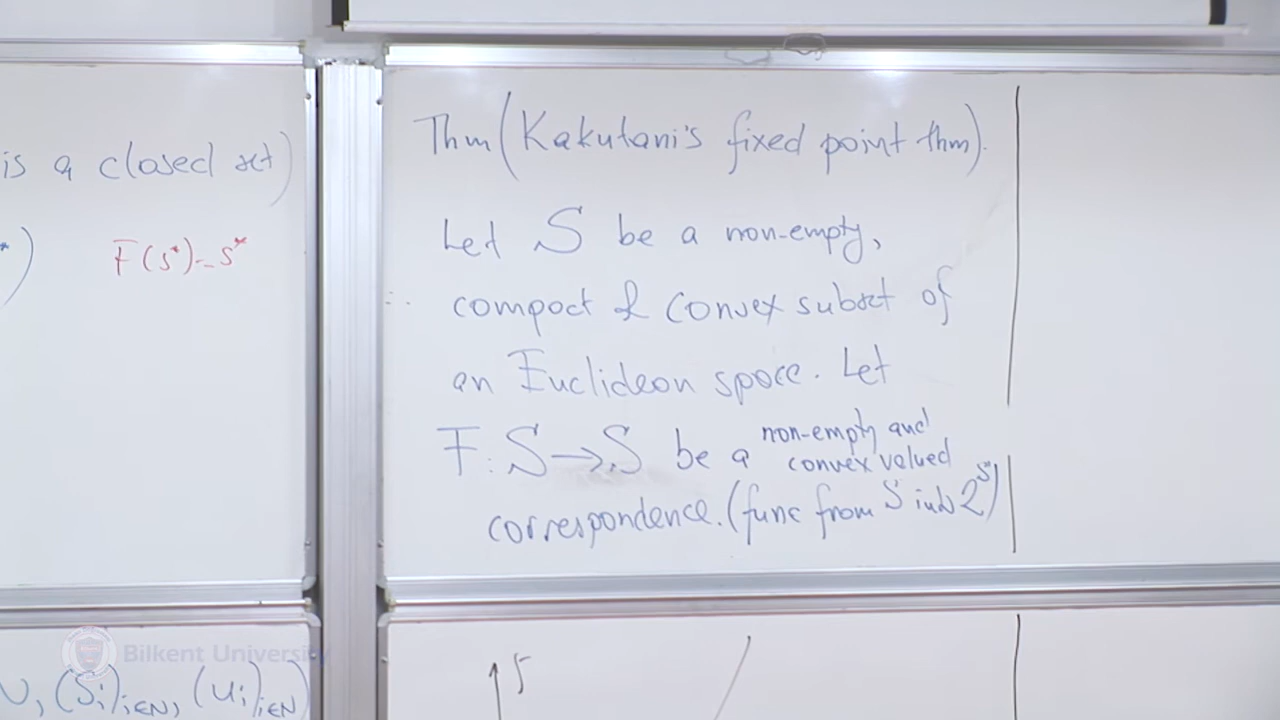 is a closed set)
*)
F(s*)=s*
Thm (Kakutani's fixed point thm).
Let S be a non-empty,
compact & convex subset of
an Euclidean space. Let
F: S→S be a non-empty and
convex valued
correspondence. (func from S into 2^S)
Bilkent University
(Si)i∈N, (ui)i∈N)
S